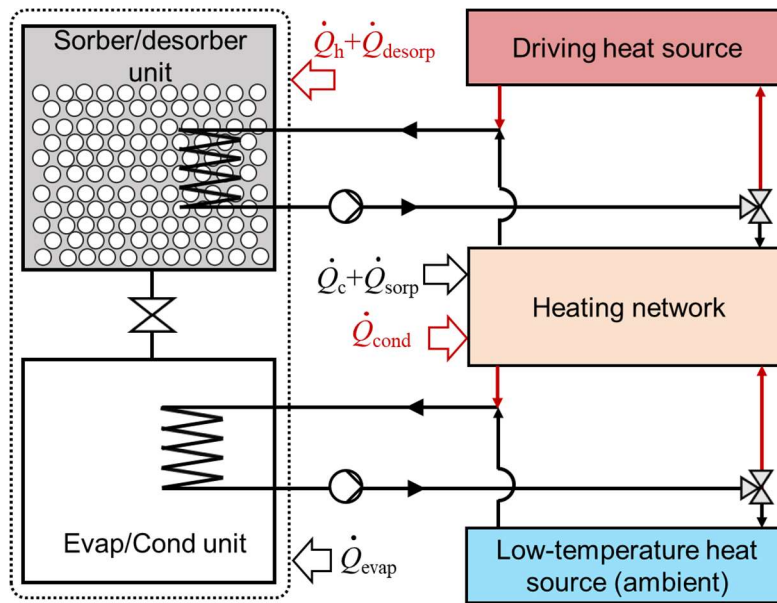 Sorber/desorber
unit
Q̇h+Q̇desorp
Driving heat source
Q̇c+Q̇sorp
Q̇cond
Heating network
Evap/Cond unit
Q̇evap
Low-temperature heat
source (ambient)